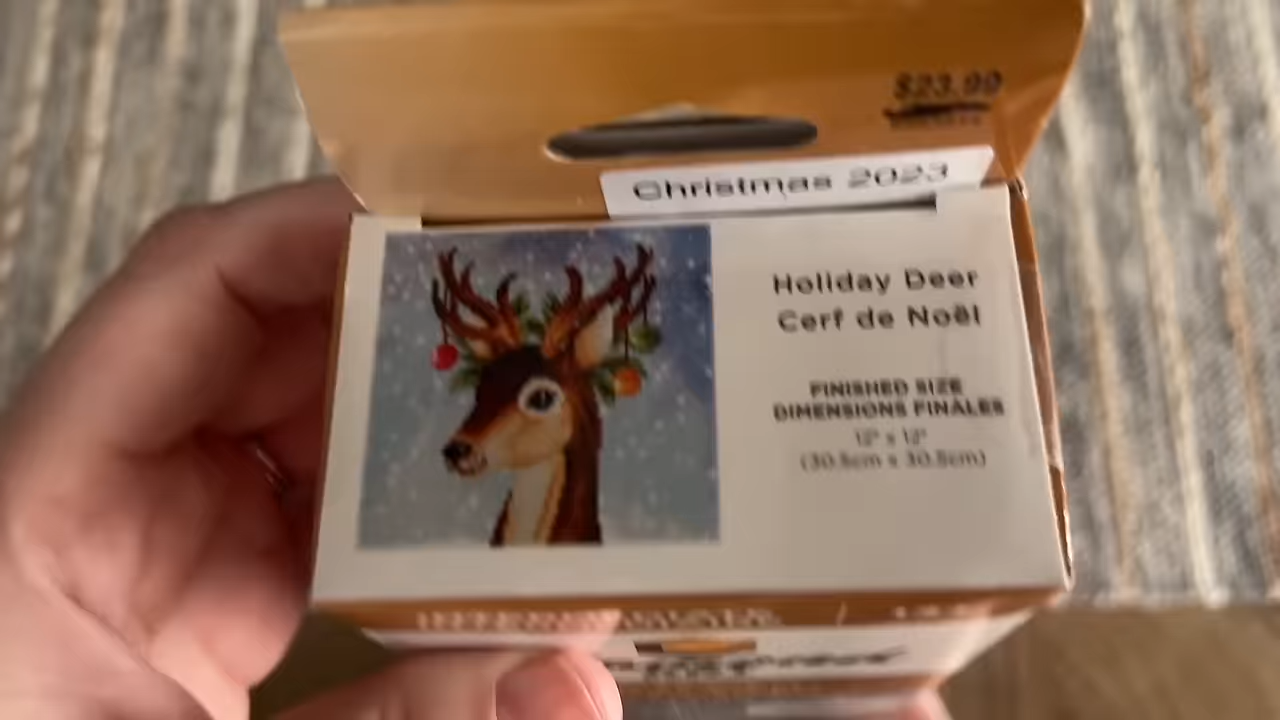 $23.99
Christmas 2023
Holiday Deer
Cerf de Noël
FINISHED SIZE
DIMENSIONS FINALES
12" x 12"
(30.5cm x 30.5cm)
INTERMEDIATE